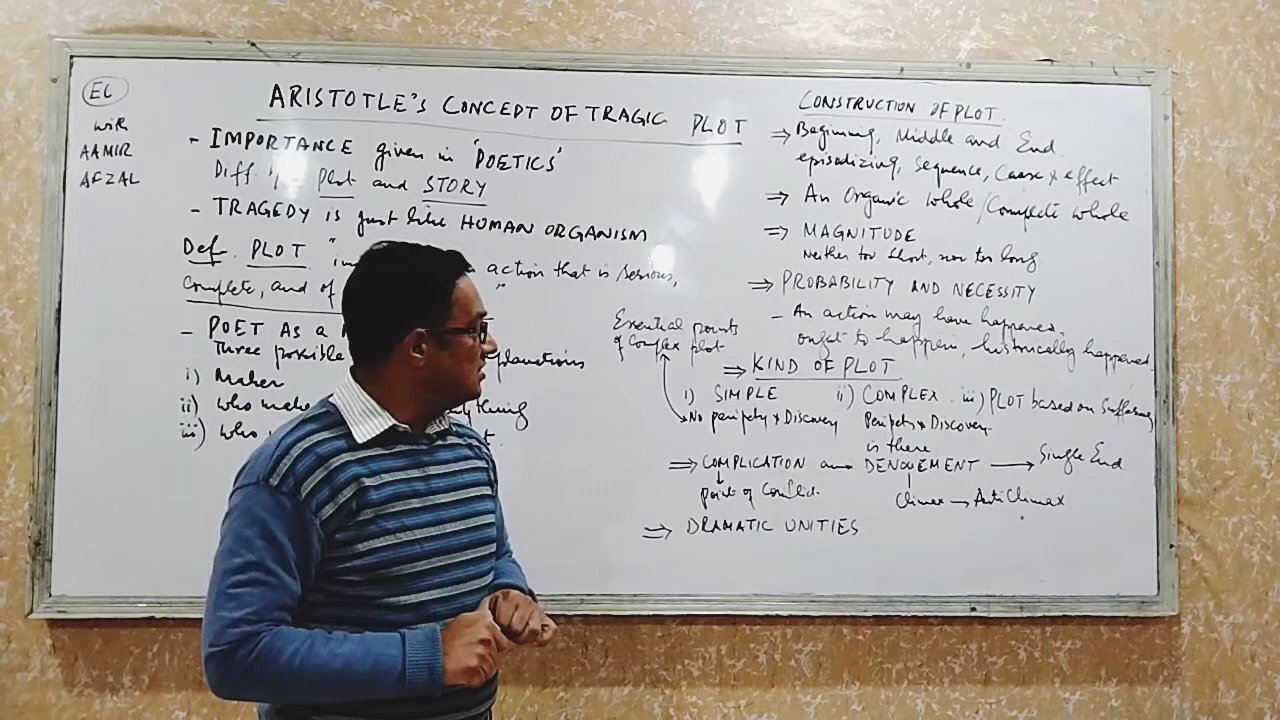 EL
WITH
AAMIR
AFZAL
ARISTOTLE'S CONCEPT OF TRAGIC PLOT
- IMPORTANCE given in 'POETICS'
Diff b/w Plot and STORY
- TRAGEDY is just like HUMAN ORGANISM
Def. PLOT " action that is serious,
Complete, and of "
- POET AS A
Three possible
i) Maker
ii) who
iii) who
CONSTRUCTION OF PLOT
⇒ Beginning, Middle and End.
episodizing, Sequence, Cause & effect
⇒ An Organic Whole/Complete whole
⇒ MAGNITUDE
Neither too short, nor too long
⇒ PROBABILITY AND NECESSITY
- An action may have happened,
ought to happen, historically happened.
Essential points
of Complex plot
⇒ KIND OF PLOT
i) SIMPLE ii) COMPLEX iii) PLOT based on Suffering
No peripety & Discovery Peripety & Discovery
is there
⇒ COMPLICATION and DENOUEMENT → Single End
point of Conflict. Climax → Anti Climax
⇒ DRAMATIC UNITIES